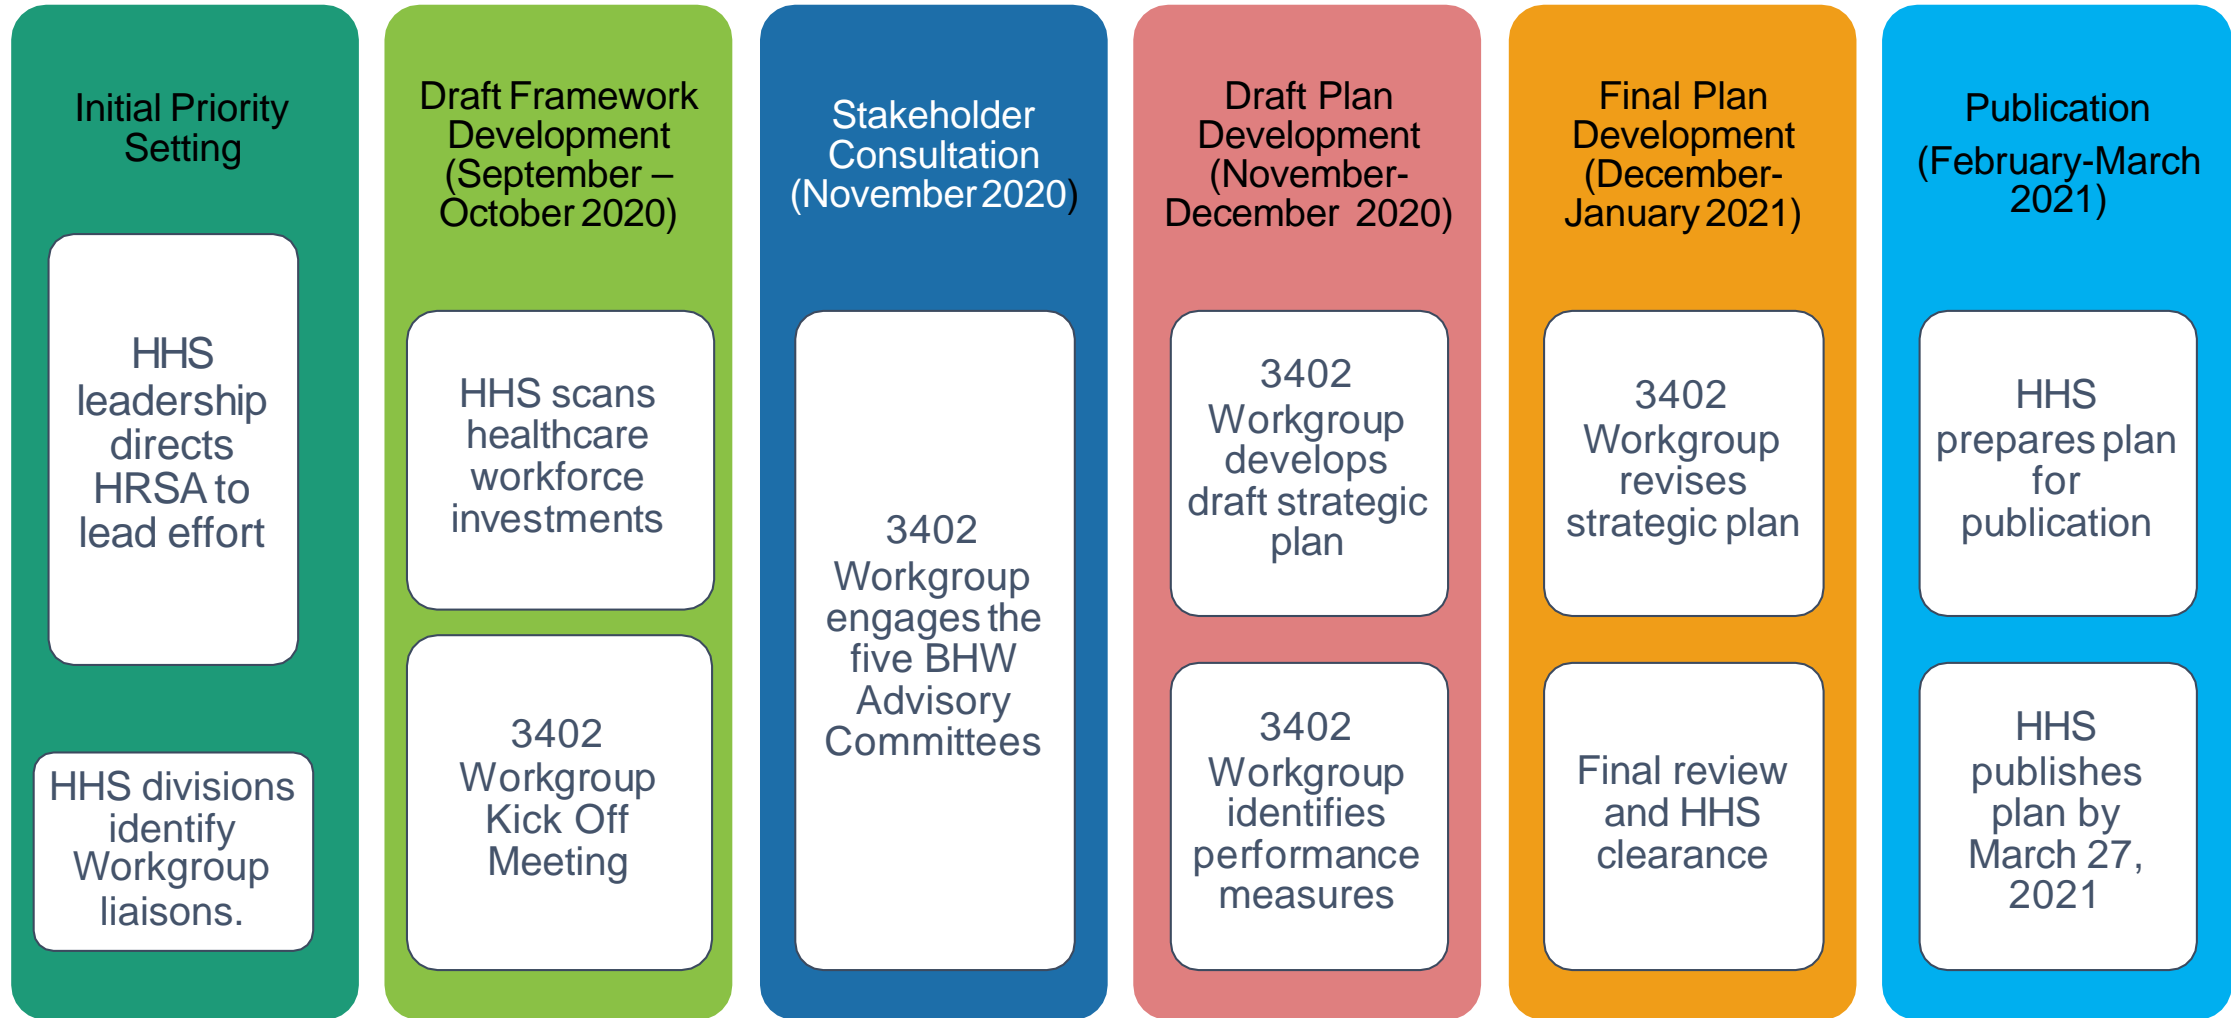 Initial Priority
Setting
HHS
leadership
directs
HRSA to
lead effort
HHS divisions
identify
Workgroup
liaisons.
Draft Framework
Development
(September –
October 2020)
HHS scans
healthcare
workforce
investments
3402
Workgroup
Kick Off
Meeting
Stakeholder
Consultation
(November 2020)
3402
Workgroup
engages the
five BHW
Advisory
Committees
Draft Plan
Development
(November-
December 2020)
3402
Workgroup
develops
draft strategic
plan
3402
Workgroup
identifies
performance
measures
Final Plan
Development
(December-
January 2021)
3402
Workgroup
revises
strategic plan
Final review
and HHS
clearance
Publication
(February-March
2021)
HHS
prepares plan
for
publication
HHS
publishes
plan by
March 27,
2021